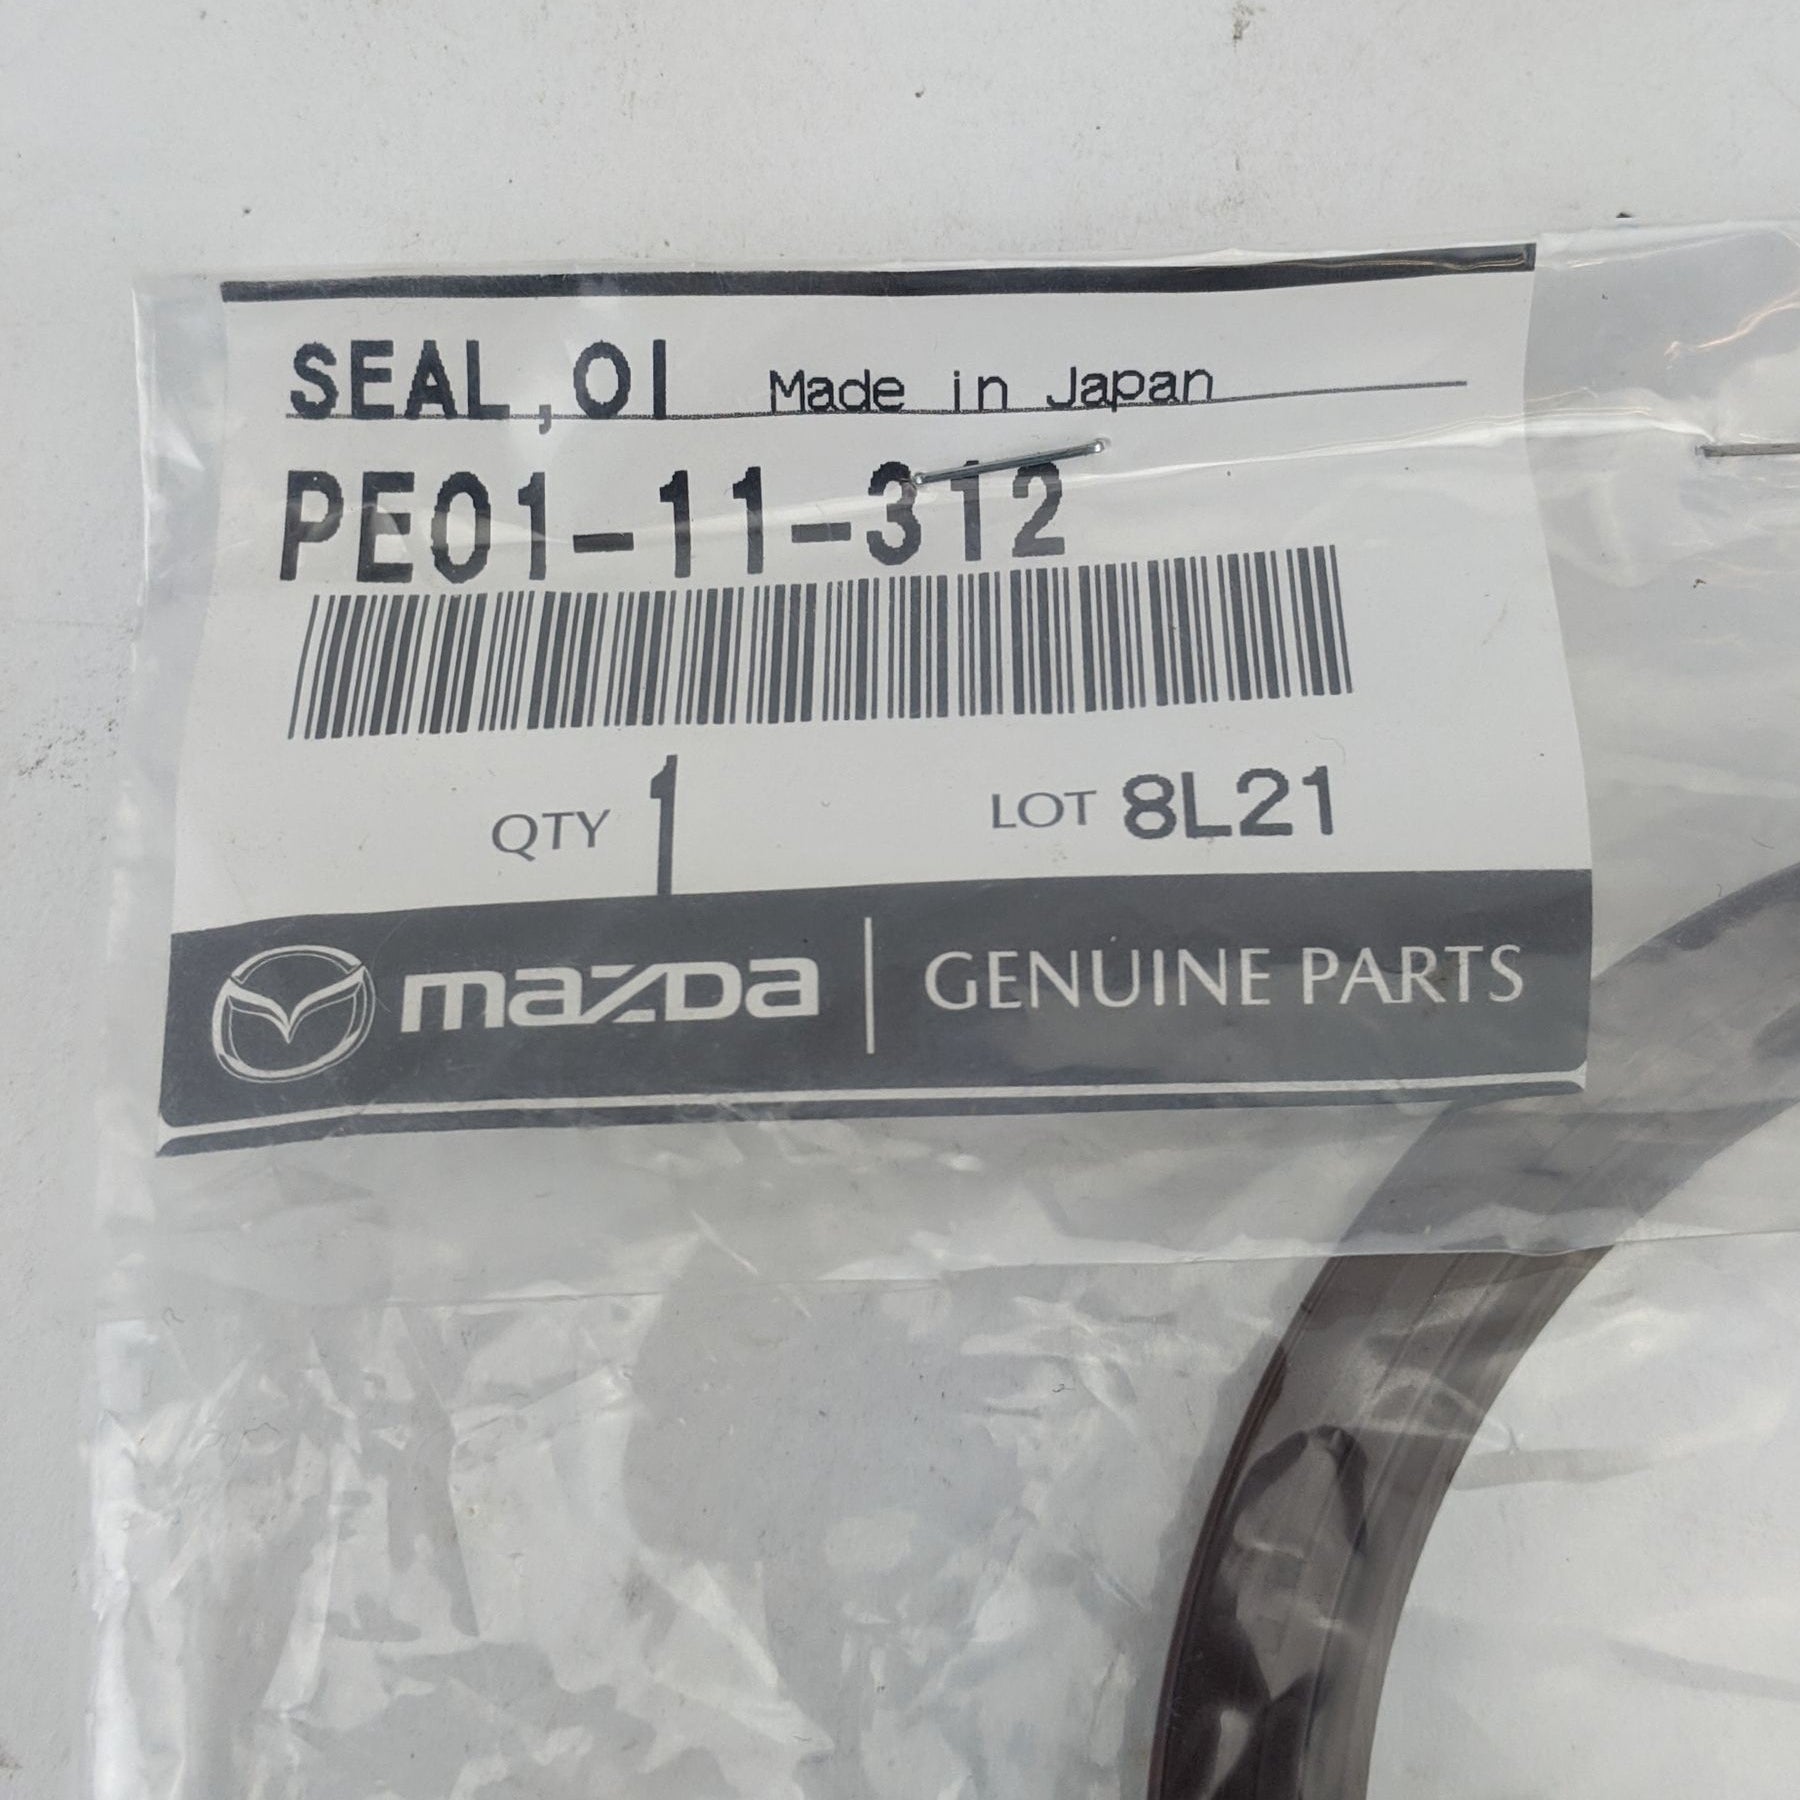 SEAL,OI Made in Japan
PE01-11-312
QTY 1 LOT 8L21
mazda GENUINE PARTS